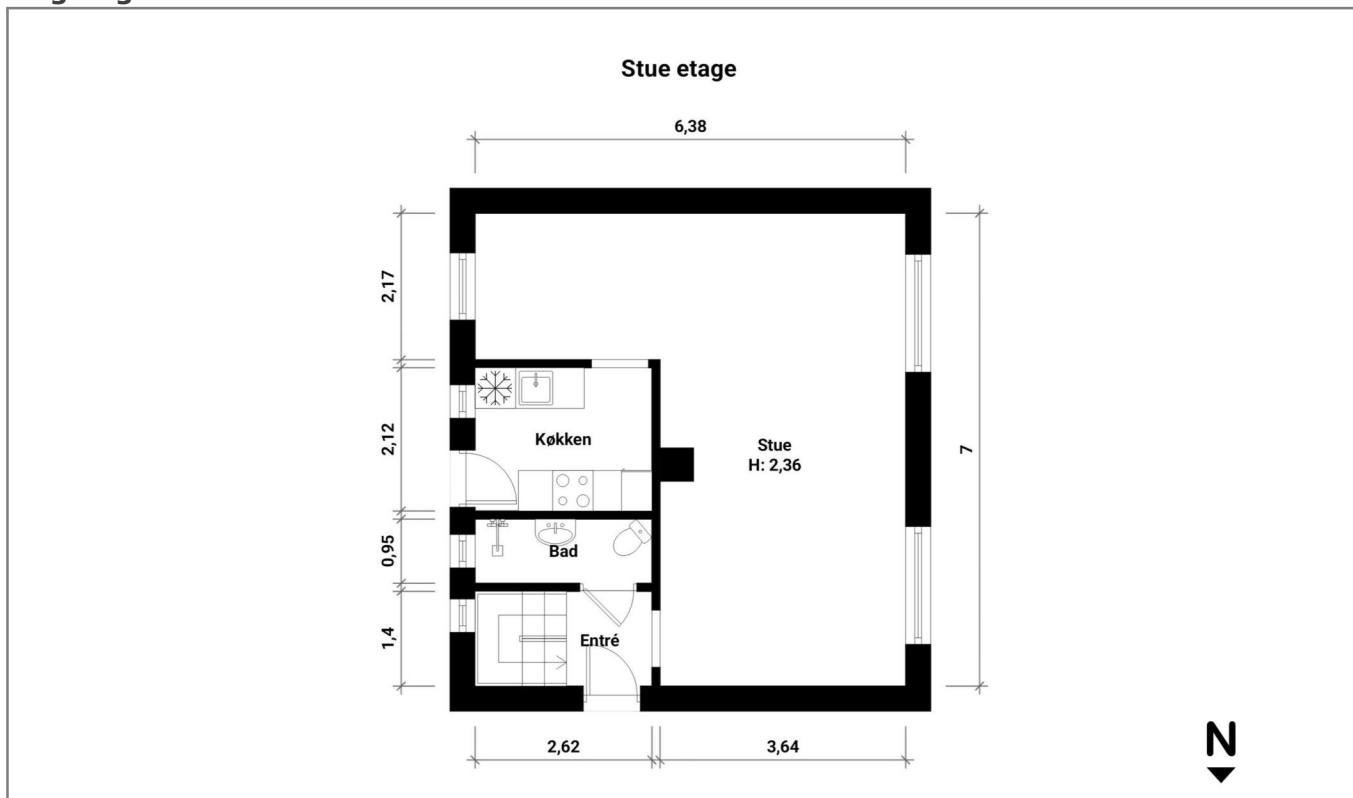 Stue etage
6,38
2,17
2,12
Køkken
Stue
H: 2,36
7
0,95
Bad
1,4
Entré
2,62
3,64
N